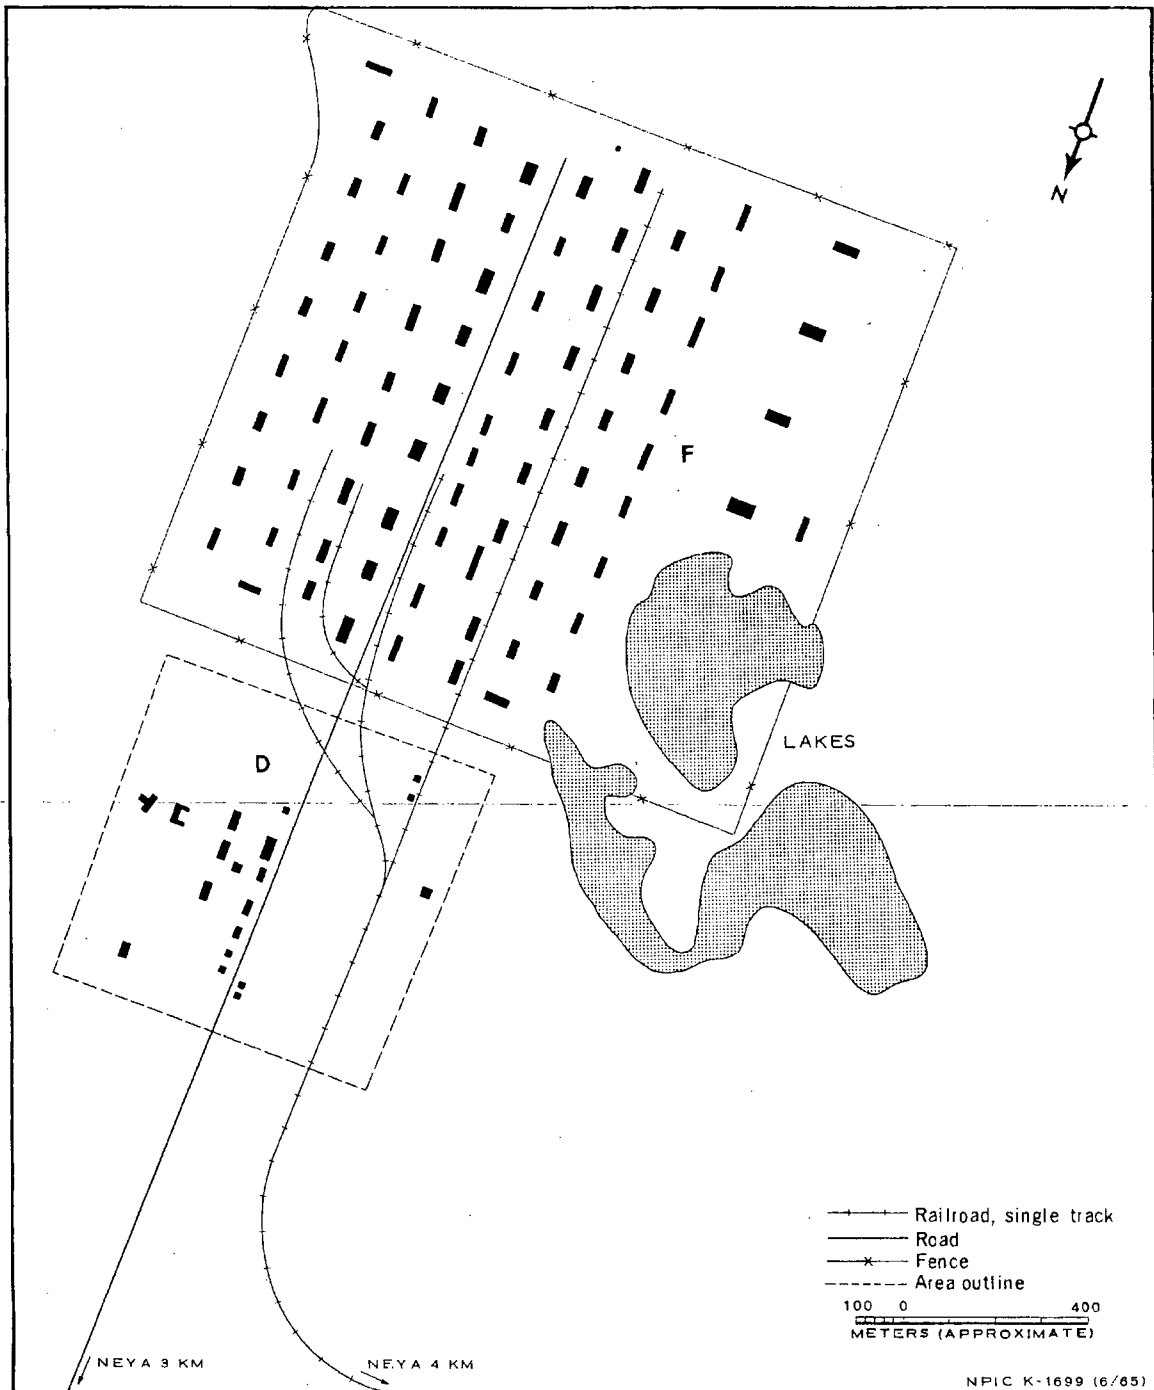 N
F
LAKES
D
Railroad, single track
Road
Fence
Area outline
100 0 400
METERS (APPROXIMATE)
NEYA 3 KM
NEYA 4 KM
NPIC K-1699 (6/65)